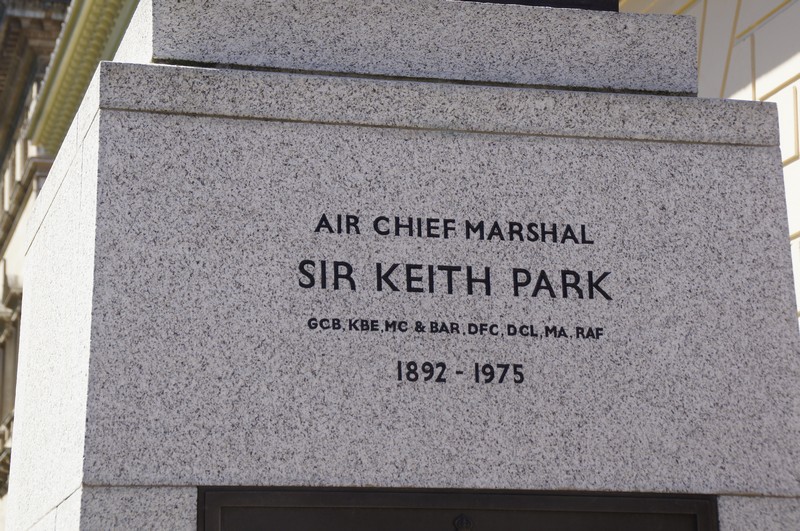 AIR CHIEF MARSHAL
SIR KEITH PARK
GCB, KBE, MC & BAR, DFC, DCL, MA, RAF
1892 - 1975